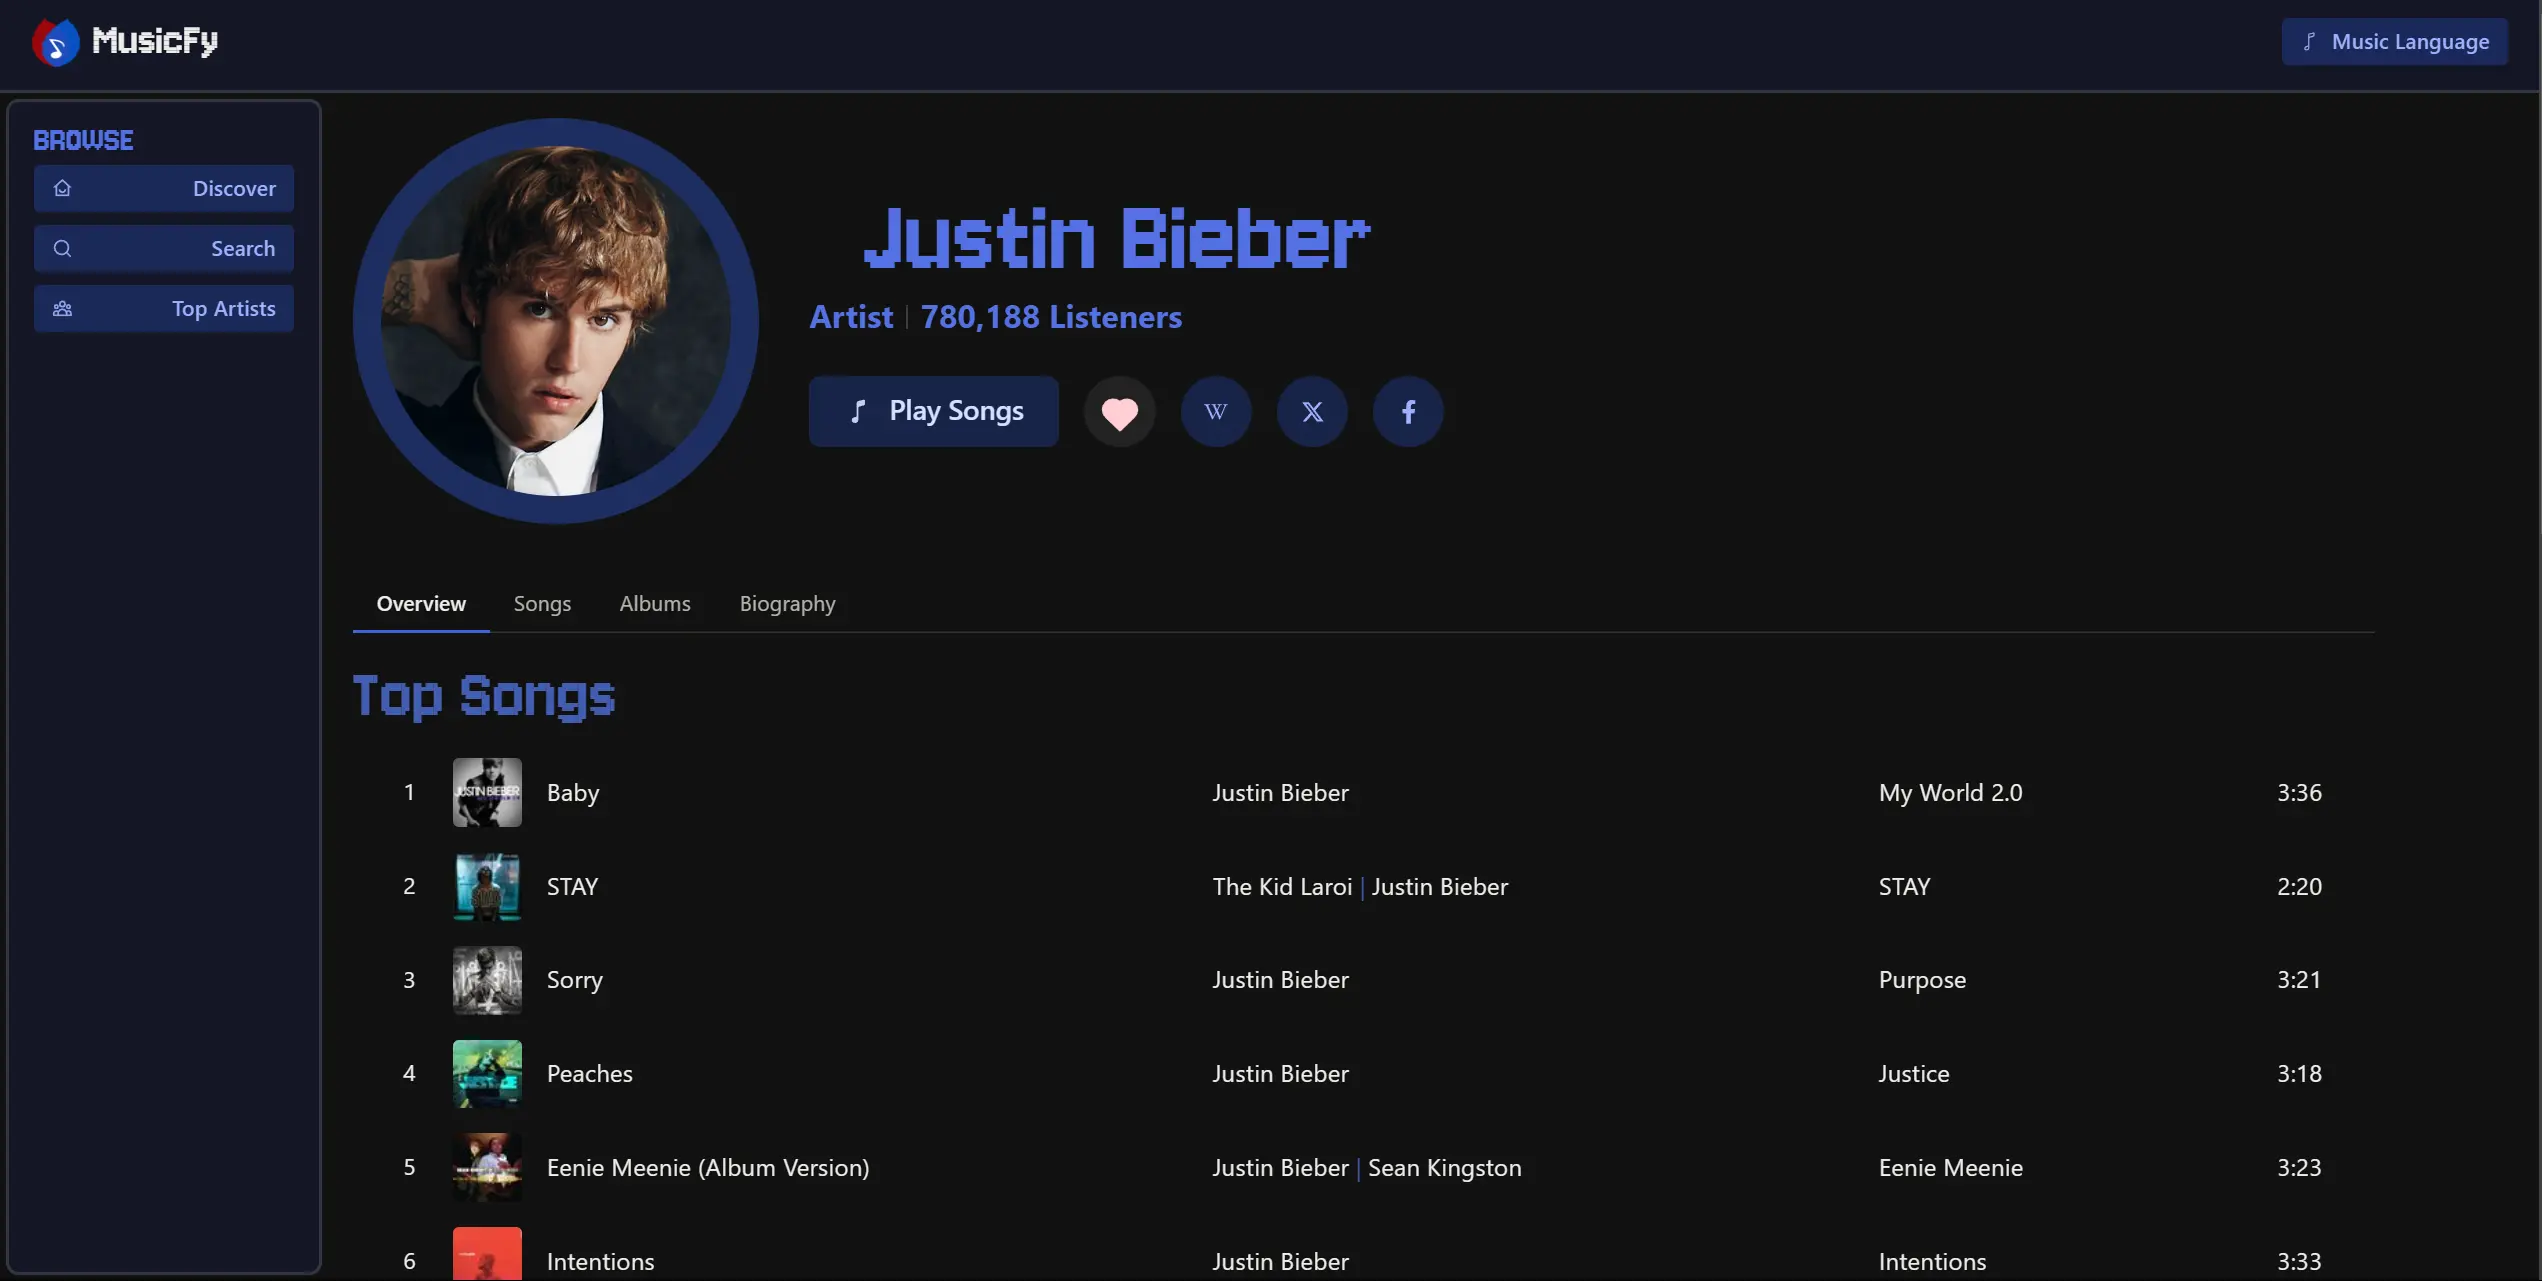 MusicFy
Music Language
BROWSE
Discover
Search
Top Artists
Justin Bieber
Artist | 780,188 Listeners
Play Songs
W
X
f
Overview Songs Albums Biography
Top Songs
1 JUSTIN BIEBER Baby Justin Bieber My World 2.0 3:36
2 STAY The Kid Laroi | Justin Bieber STAY 2:20
3 Sorry Justin Bieber Purpose 3:21
4 Peaches Justin Bieber Justice 3:18
5 Eenie Meenie (Album Version) Justin Bieber | Sean Kingston Eenie Meenie 3:23
6 Intentions Justin Bieber Intentions 3:33